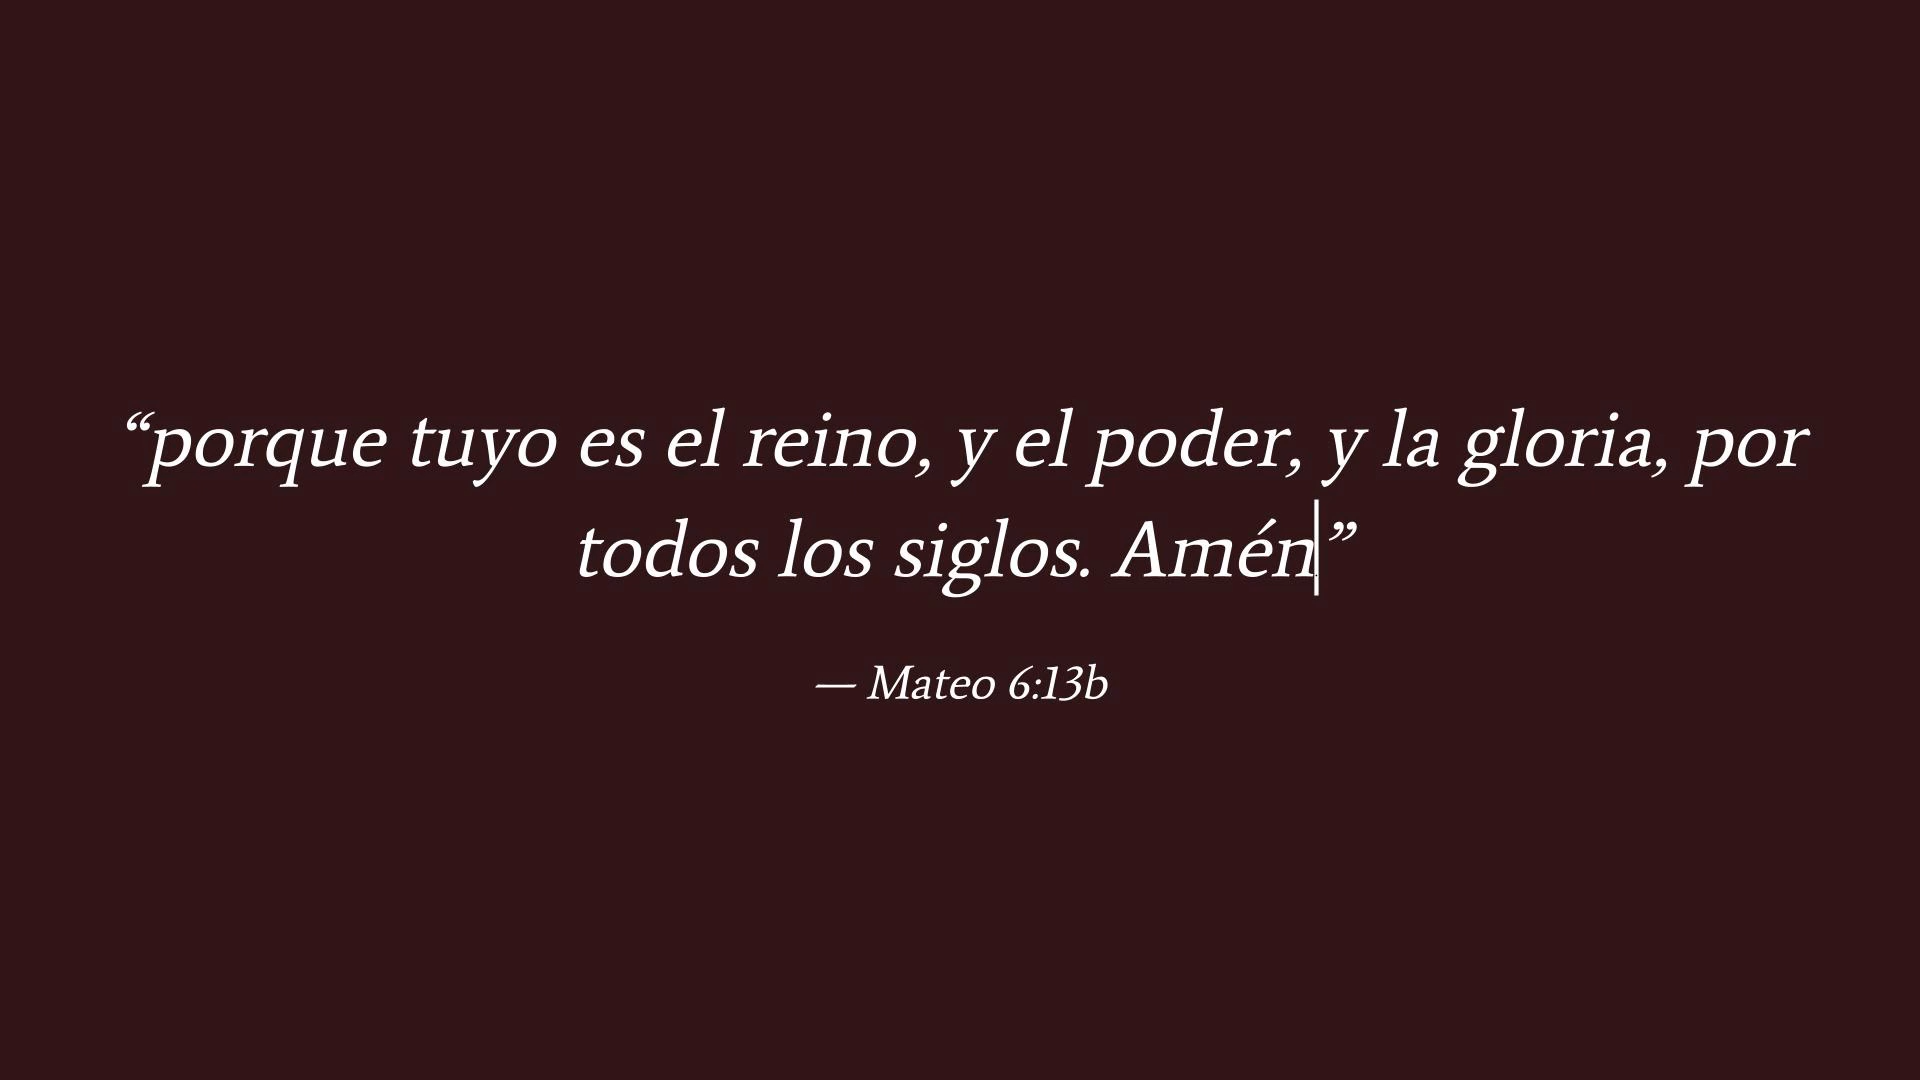 “porque tuyo es el reino, y el poder, y la gloria, por
todos los siglos. Amén”
— Mateo 6:13b